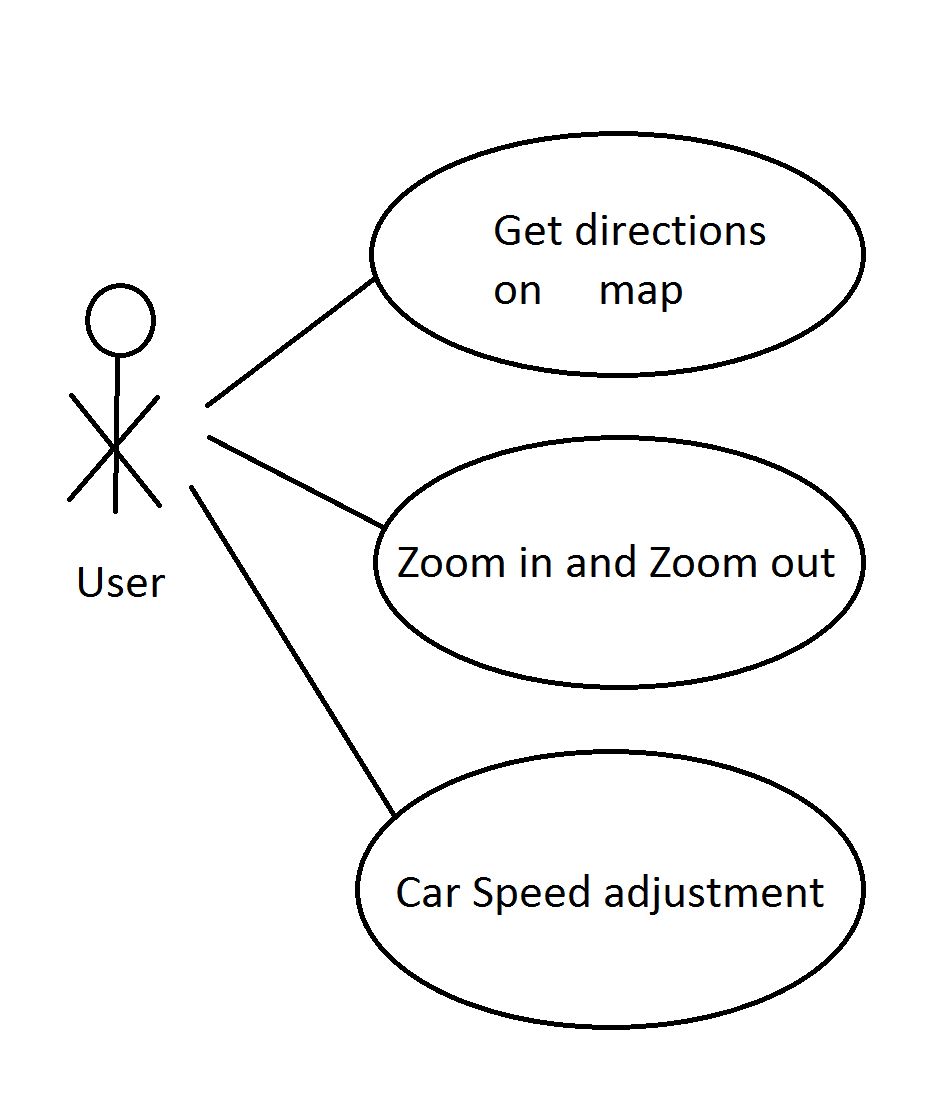 Get directions
on map
User
Zoom in and Zoom out
Car Speed adjustment